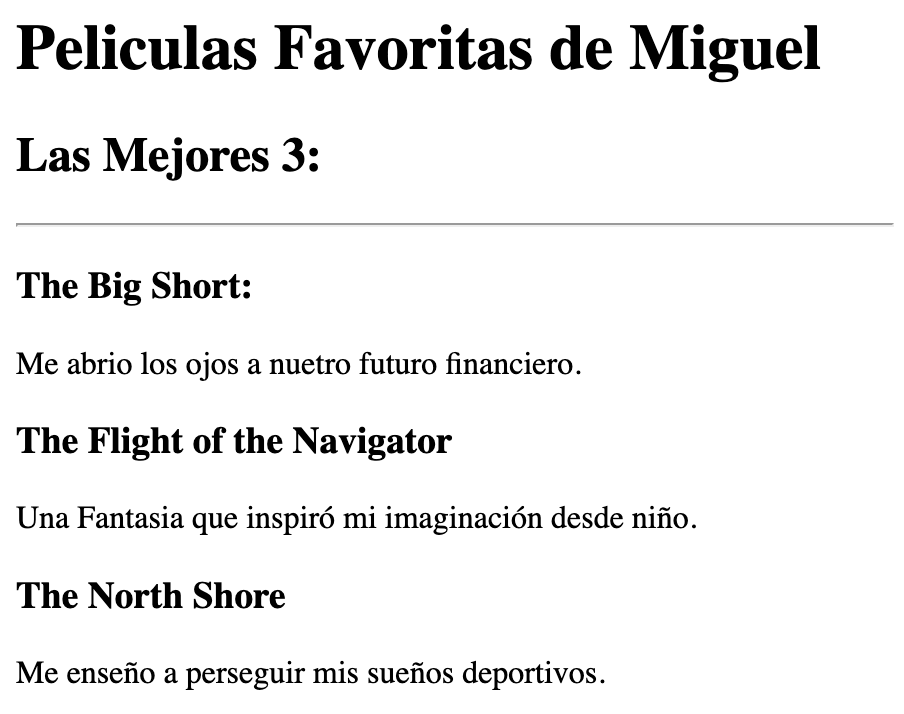 Peliculas Favoritas de Miguel
Las Mejores 3:
The Big Short:
Me abrio los ojos a nuetro futuro financiero.
The Flight of the Navigator
Una Fantasia que inspiró mi imaginación desde niño.
The North Shore
Me enseño a perseguir mis sueños deportivos.